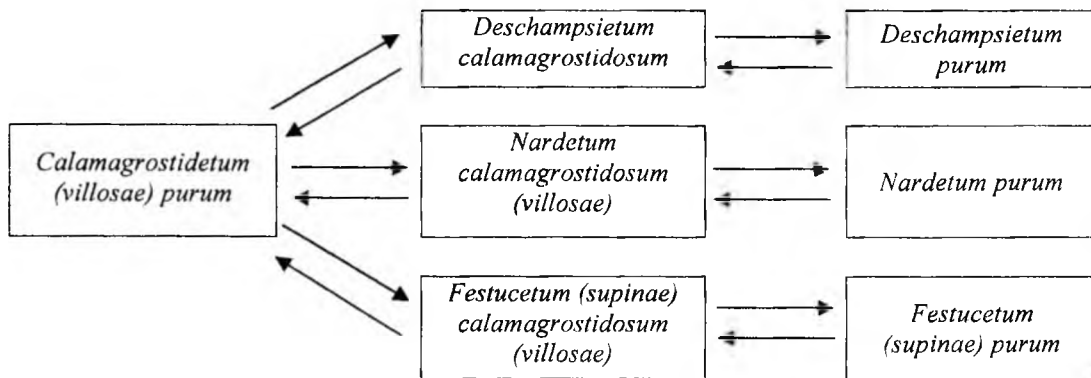 Deschampsietum
calamagrostidosum
Deschampsietum
purum
Calamagrostidetum
(villosae) purum
Nardetum
calamagrostidosum
(villosae)
Nardetum purum
Festucetum (supinae)
calamagrostidosum
(villosae)
Festucetum
(supinae) purum